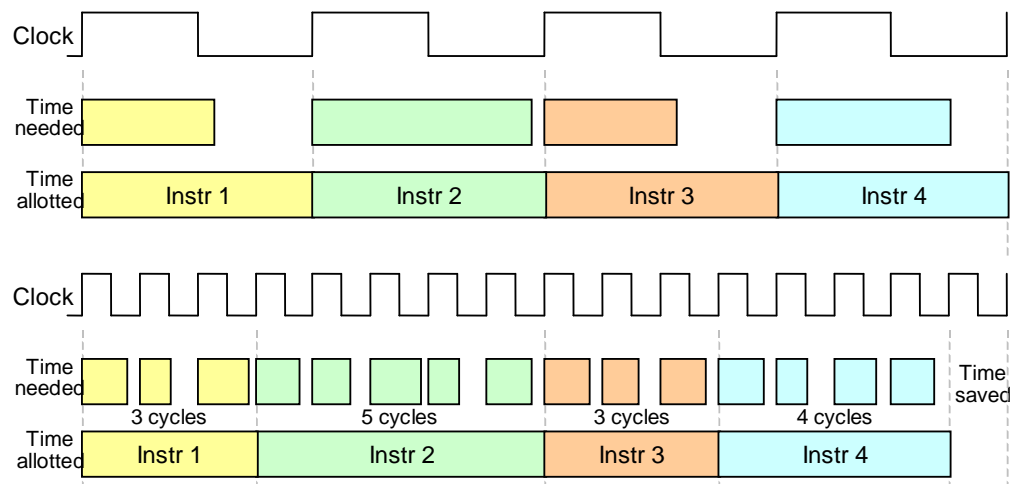 Clock
Time
needed
Time
allotted
Instr 1 Instr 2 Instr 3 Instr 4
Clock
Time
needed
Time
saved
3 cycles 5 cycles 3 cycles 4 cycles
Time
allotted
Instr 1 Instr 2 Instr 3 Instr 4